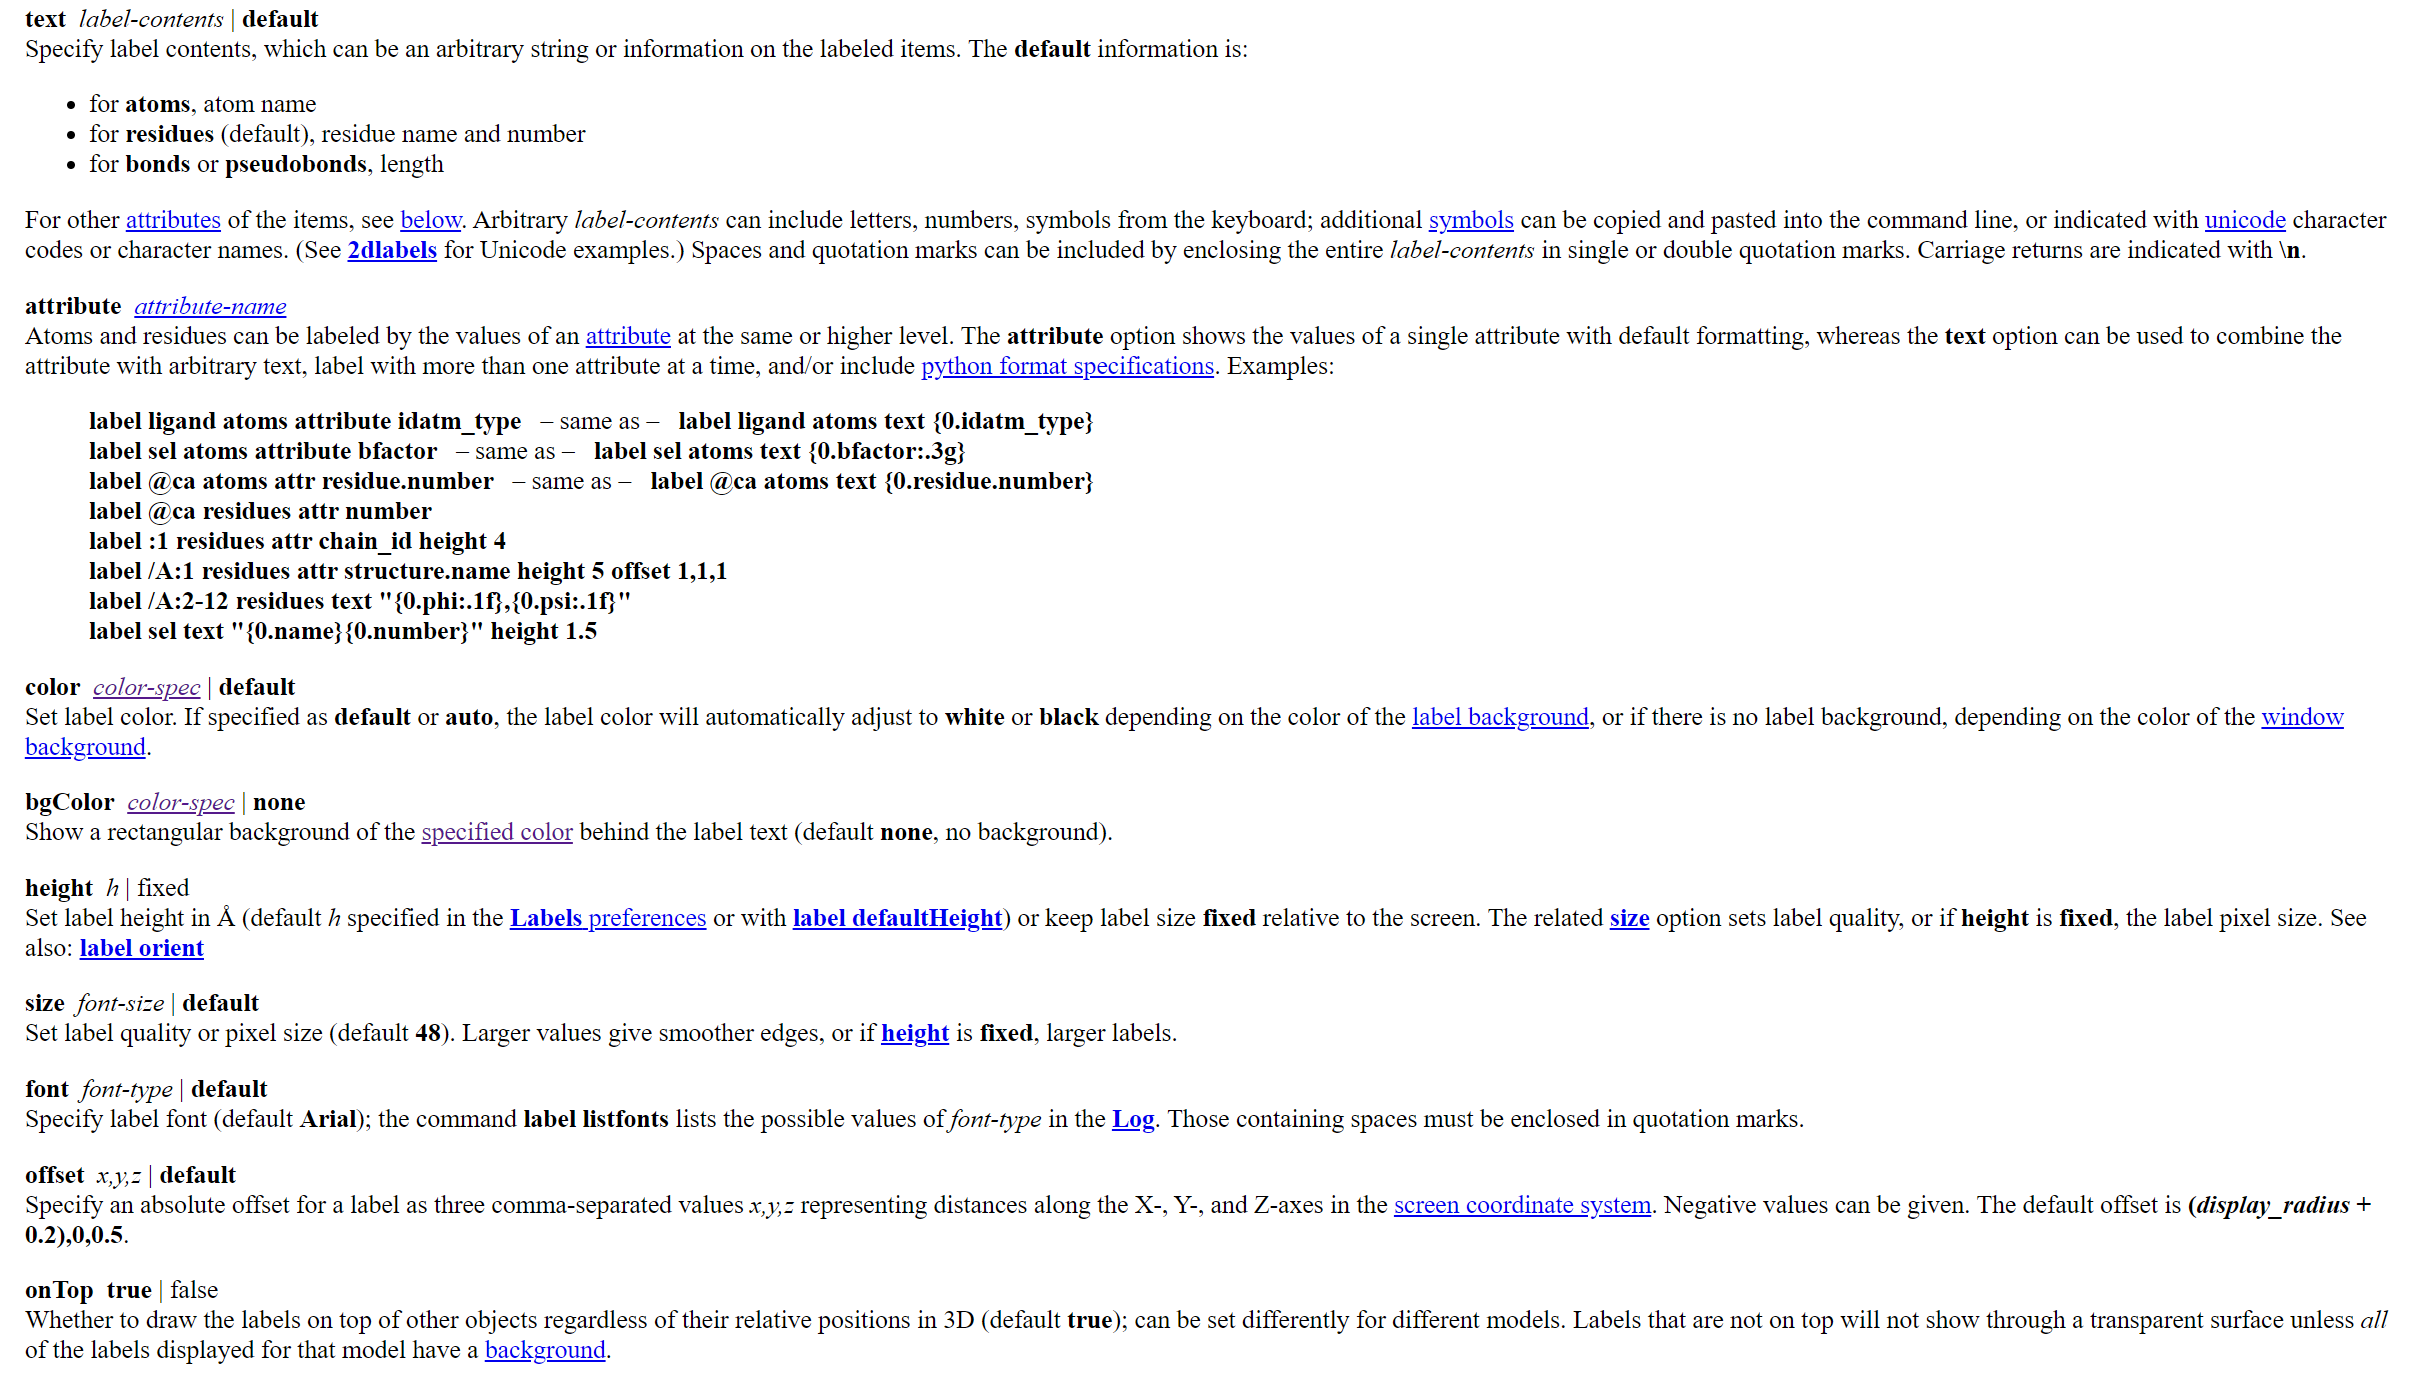 text label-contents | default
Specify label contents, which can be an arbitrary string or information on the labeled items. The default information is:
• for atoms, atom name
• for residues (default), residue name and number
• for bonds or pseudobonds, length
For other attributes of the items, see below. Arbitrary label-contents can include letters, numbers, symbols from the keyboard; additional symbols can be copied and pasted into the command line, or indicated with unicode character
codes or character names. (See 2dlabels for Unicode examples.) Spaces and quotation marks can be included by enclosing the entire label-contents in single or double quotation marks. Carriage returns are indicated with \n.
attribute attribute-name
Atoms and residues can be labeled by the values of an attribute at the same or higher level. The attribute option shows the values of a single attribute with default formatting, whereas the text option can be used to combine the
attribute with arbitrary text, label with more than one attribute at a time, and/or include python format specifications. Examples:
label ligand atoms attribute idatm_type – same as – label ligand atoms text {0.idatm_type}
label sel atoms attribute bfactor – same as – label sel atoms text {0.bfactor:.3g}
label @ca atoms attr residue.number – same as – label @ca atoms text {0.residue.number}
label @ca residues attr number
label :1 residues attr chain_id height 4
label /A:1 residues attr structure.name height 5 offset 1,1,1
label /A:2-12 residues text "{0.phi:.1f},{0.psi:.1f}"
label sel text "{0.name}{0.number}" height 1.5
color color-spec | default
Set label color. If specified as default or auto, the label color will automatically adjust to white or black depending on the color of the label background, or if there is no label background, depending on the color of the window
background.
bgColor color-spec | none
Show a rectangular background of the specified color behind the label text (default none, no background).
height h | fixed
Set label height in Å (default h specified in the Labels preferences or with label defaultHeight) or keep label size fixed relative to the screen. The related size option sets label quality, or if height is fixed, the label pixel size. See
also: label orient
size font-size | default
Set label quality or pixel size (default 48). Larger values give smoother edges, or if height is fixed, larger labels.
font font-type | default
Specify label font (default Arial); the command label listfonts lists the possible values of font-type in the Log. Those containing spaces must be enclosed in quotation marks.
offset x,y,z | default
Specify an absolute offset for a label as three comma-separated values x,y,z representing distances along the X-, Y-, and Z-axes in the screen coordinate system. Negative values can be given. The default offset is (display_radius +
0.2),0,0.5.
onTop true | false
Whether to draw the labels on top of other objects regardless of their relative positions in 3D (default true); can be set differently for different models. Labels that are not on top will not show through a transparent surface unless all
of the labels displayed for that model have a background.